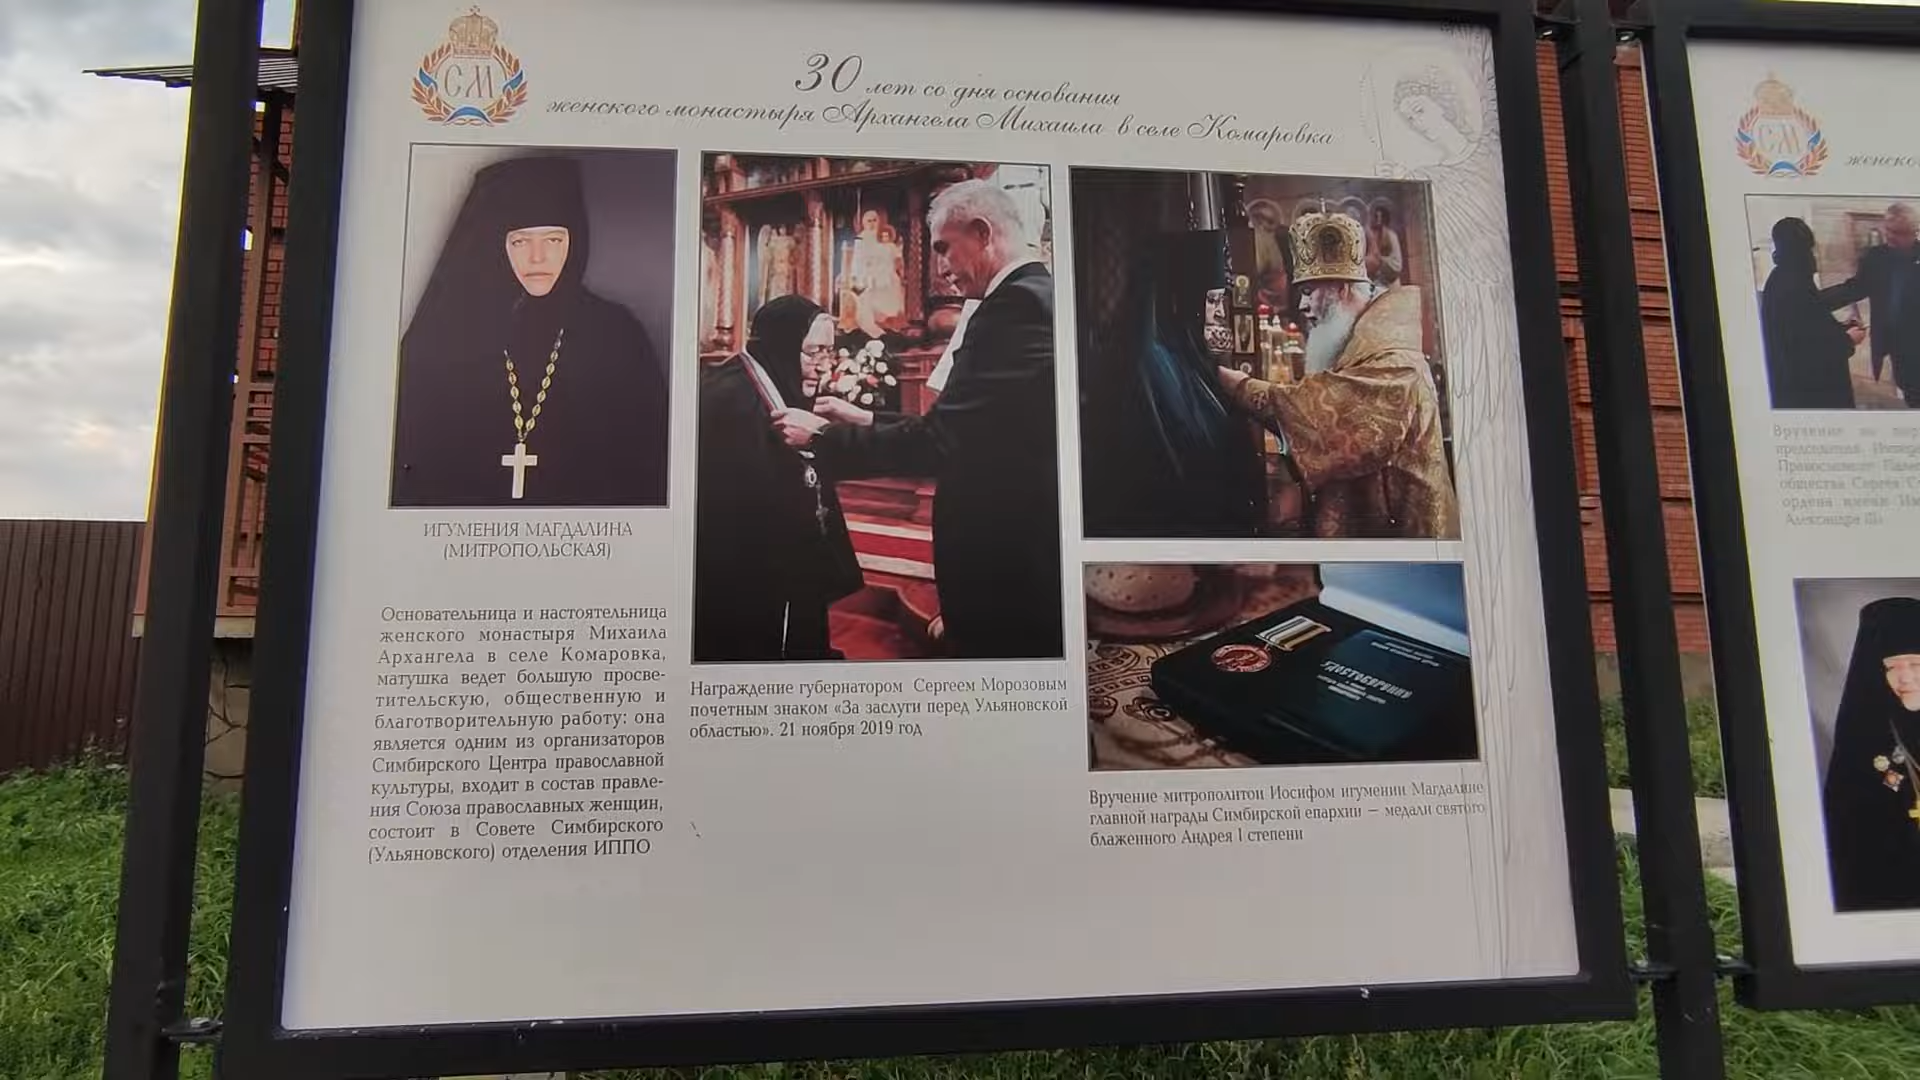 СМ
30 лет со дня основания
женского монастыря Архангела Михаила в селе Комаровка
ИГУМЕНИЯ МАГДАЛИНА
(МИТРОПОЛЬСКАЯ)
Основательница и настоятельница
женского монастыря Михаила
Архангела в селе Комаровка,
матушка ведет большую просве-
тительскую, общественную и
благотворительную работу: она
является одним из организаторов
Симбирского Центра православной
культуры, входит в состав правле-
ния Союза православных женщин,
состоит в Совете Симбирского
(Ульяновского) отделения ИППО
Награждение губернатором Сергеем Морозовым
почетным знаком «За заслуги перед Ульяновской
областью». 21 ноября 2019 год
УДОСТОВЕРЕНИЕ
Вручение митрополитом Иосифом игумении Магдалине
главной награды Симбирской епархии – медали святого
блаженного Андрея I степени
СМ
Вручение
председателя
общества Сергея
ордена имени
Александра III